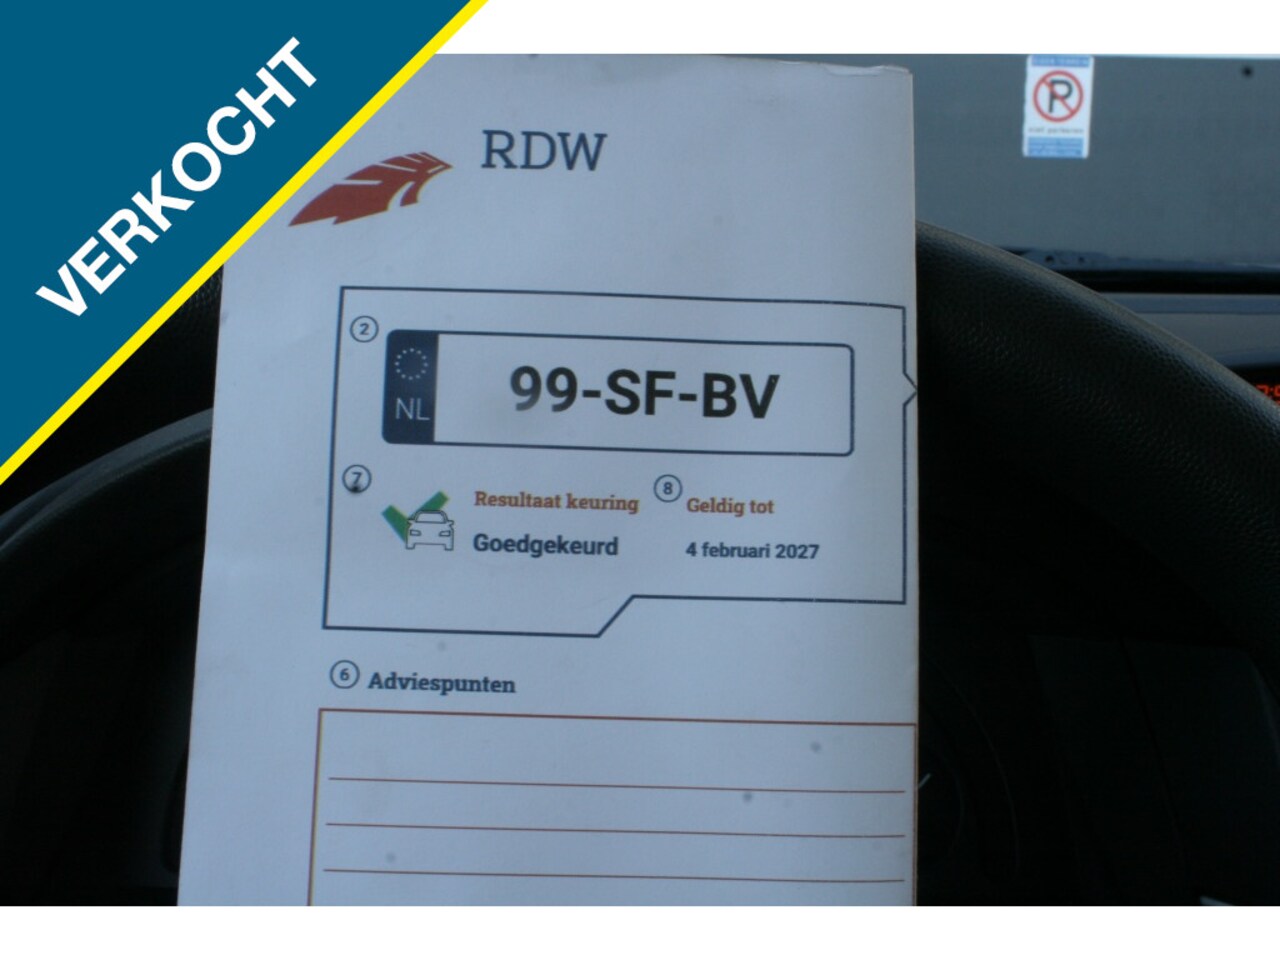 VERKOCHT
RDW
2
NL
99-SF-BV
7
Resultaat keuring
8
Geldig tot
Goedgekeurd
4 februari 2027
6
Adviespunten
P